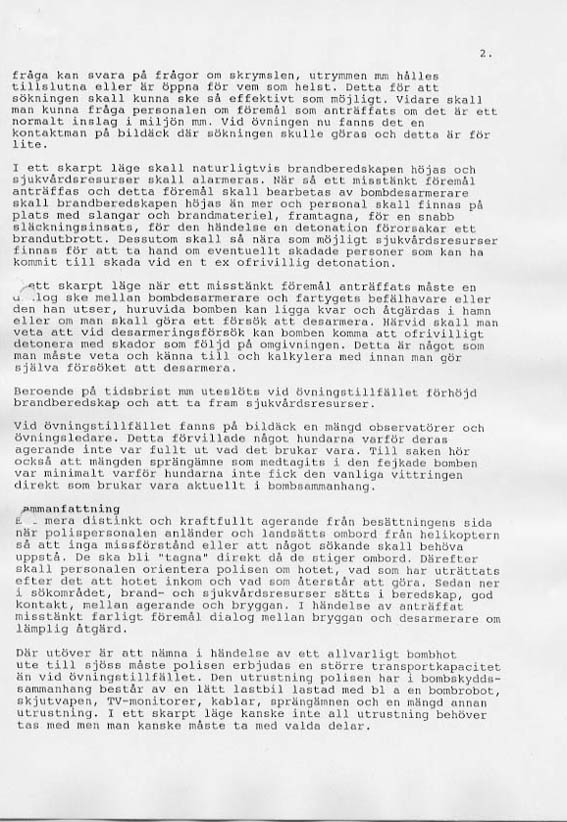 2.
fråga kan svara på frågor om skrymslen, utrymmen mm hålles
tillslutna eller är öppna för vem som helst. Detta för att
sökningen skall kunna ske så effektivt som möjligt. Vidare skall
man kunna fråga personalen om föremål som anträffats om det är ett
normalt inslag i miljön mm. Vid övningen nu fanns det en
kontaktman på bildäck där sökningen skulle göras och detta är för
lite.
I ett skarpt läge skall naturligtvis brandberedskapen höjas och
sjukvårdsresurser skall alarmeras. När så ett misstänkt föremål
anträffas och detta föremål skall bearbetas av bombdesarmerare
skall brandberedskapen höjas än mer och personal skall finnas på
plats med slangar och brandmateriel, framtagna, för en snabb
släckningsinsats, för den händelse en detonation förorsakar ett
brandutbrott. Dessutom skall så nära som möjligt sjukvårdsresurser
finnas för att ta hand om eventuellt skadade personer som kan ha
kommit till skada vid en t ex ofrivillig detonation.
ett skarpt läge när ett misstänkt föremål anträffats måste en
log ske mellan bombdesarmerare och fartygets befälhavare eller
den han utser, huruvida bomben kan ligga kvar och åtgärdas i hamn
eller om man skall göra ett försök att desarmera. Härvid skall man
veta att vid desarmeringsförsök kan bomben komma att ofrivilligt
detonera med skador som följd på omgivningen. Detta är något som
man måste veta och känna till och kalkylera med innan man gör
själva försöket att desarmera.
Beroende på tidsbrist mm uteslöts vid övningstillfället förhöjd
brandberedskap och att ta fram sjukvårdsresurser.
Vid övningstillfället fanns på bildäck en mängd observatörer och
övningsledare. Detta förvillade något hundarna varför deras
agerande inte var fullt ut vad det brukar vara. Till saken hör
också att mängden sprängämne som medtagits i den fejkade bomben
var minimalt varför hundarna inte fick den vanliga vittringen
direkt som brukar vara aktuellt i bombsammanhang.
ammanfattning
E mera distinkt och kraftfullt agerande från besättningens sida
när polispersonalen anländer och landsätts ombord från helikoptern
så att inga missförstånd eller att något sökande skall behöva
uppstå. De ska bli "tagna" direkt då de stiger ombord. Därefter
skall personalen orientera polisen om hotet, vad som har uträttats
efter det att hotet inkom och vad som återstår att göra. Sedan ner
i sökområdet, brand- och sjukvårdsresurser sätts i beredskap, god
kontakt, mellan agerande och bryggan. I händelse av anträffat
misstänkt farligt föremål dialog mellan bryggan och desarmerare om
lämplig åtgärd.
Där utöver är att nämna i händelse av ett allvarligt bombhot
ute till sjöss måste polisen erbjudas en större transportkapacitet
än vid övningstillfället. Den utrustning polisen har i bombskydds-
sammanhang består av en lätt lastbil lastad med bl a en bombrobot,
skjutvapen, TV-monitorer, kablar, sprängämnen och en mängd annan
utrustning. I ett skarpt läge kanske inte all utrustning behöver
tas med men man kanske måste ta med valda delar.